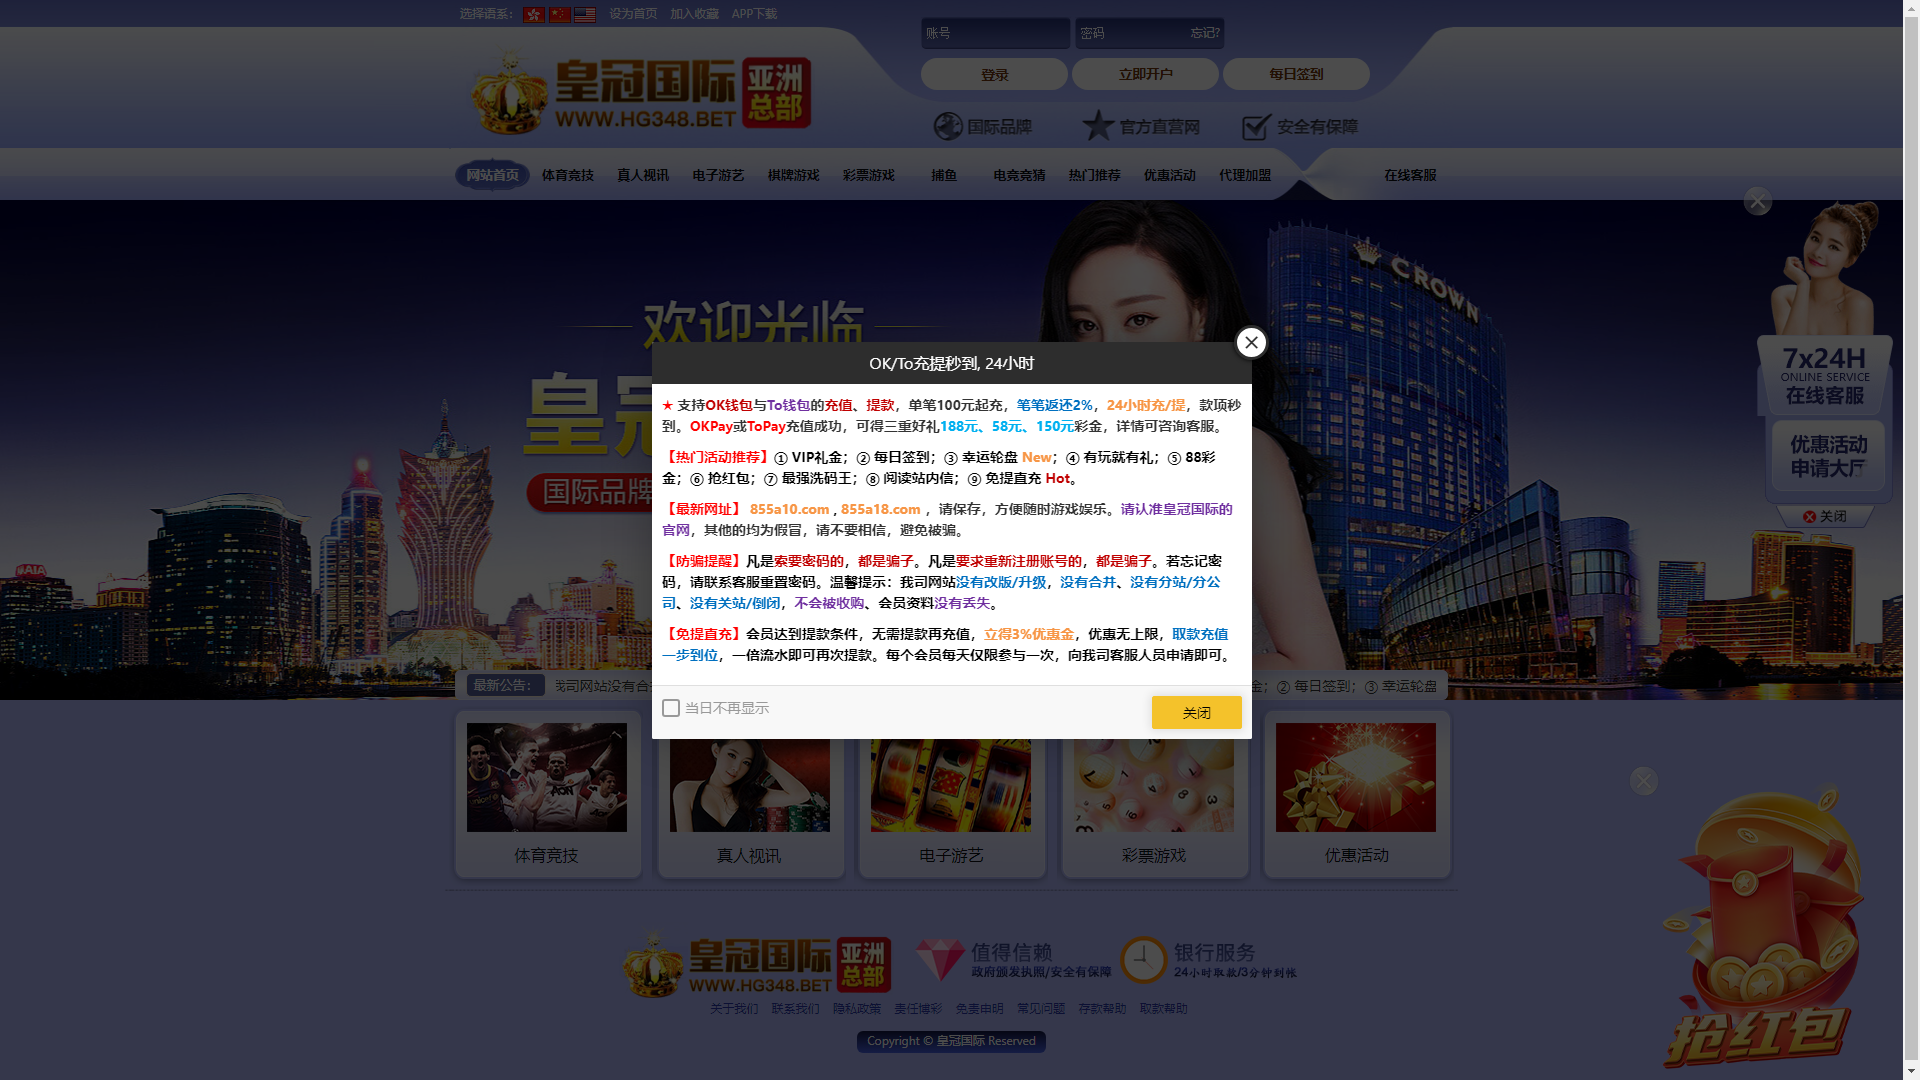 选择语系：
设为首页 加入收藏 APP下载
账号
密码
忘记?
登录
立即开户
每日签到
皇冠国际
亚洲
总部
WWW.HG348.BET
国际品牌
官方直营网
安全有保障
网站首页 体育竞技 真人视讯 电子游艺 棋牌游戏 彩票游戏 捕鱼 电竞竞猜 热门推荐 优惠活动 代理加盟 在线客服
欢迎光临
CROWN
皇
国际品牌
AIA
7x24H
ONLINE SERVICE
在线客服
优惠活动
申请大厅
关闭
OK/To充提秒到, 24小时
★ 支持OK钱包与To钱包的充值、提款，单笔100元起充，笔笔返还2%，24小时充/提，款项秒
到。OKPay或ToPay充值成功，可得三重好礼188元、58元、150元彩金，详情可咨询客服。
【热门活动推荐】① VIP礼金；② 每日签到；③ 幸运轮盘 New；④ 有玩就有礼；⑤ 88彩
金；⑥ 抢红包；⑦ 最强洗码王；⑧ 阅读站内信；⑨ 免提直充 Hot。
【最新网址】 855a10.com , 855a18.com ，请保存，方便随时游戏娱乐。请认准皇冠国际的
官网，其他的均为假冒，请不要相信，避免被骗。
【防骗提醒】凡是索要密码的，都是骗子。凡是要求重新注册账号的，都是骗子。若忘记密
码，请联系客服重置密码。温馨提示：我司网站没有改版/升级，没有合并、没有分站/分公
司、没有关站/倒闭，不会被收购、会员资料没有丢失。
【免提直充】会员达到提款条件，无需提款再充值，立得3%优惠金，优惠无上限，取款充值
一步到位，一倍流水即可再次提款。每个会员每天仅限参与一次，向我司客服人员申请即可。
当日不再显示
关闭
最新公告：
我司网站没有合
金；② 每日签到；③ 幸运轮盘
AON
体育竞技
真人视讯
电子游艺
彩票游戏
优惠活动
皇冠国际
亚洲
总部
WWW.HG348.BET
值得信赖
政府颁发执照/安全有保障
银行服务
24小时取款/3分钟到帐
关于我们 联系我们 隐私政策 责任博彩 免责申明 常见问题 存款帮助 取款帮助
Copyright © 皇冠国际 Reserved
抢红包